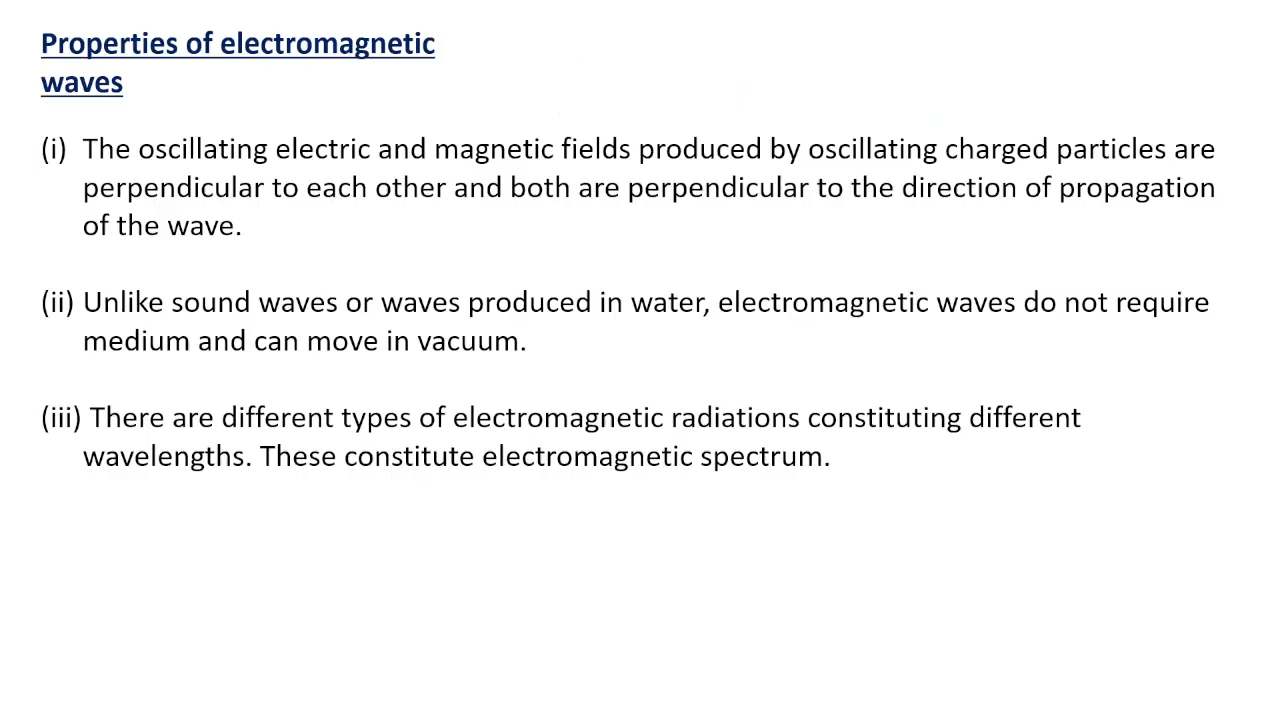 Properties of electromagnetic
waves
(i) The oscillating electric and magnetic fields produced by oscillating charged particles are
perpendicular to each other and both are perpendicular to the direction of propagation
of the wave.
(ii) Unlike sound waves or waves produced in water, electromagnetic waves do not require
medium and can move in vacuum.
(iii) There are different types of electromagnetic radiations constituting different
wavelengths. These constitute electromagnetic spectrum.